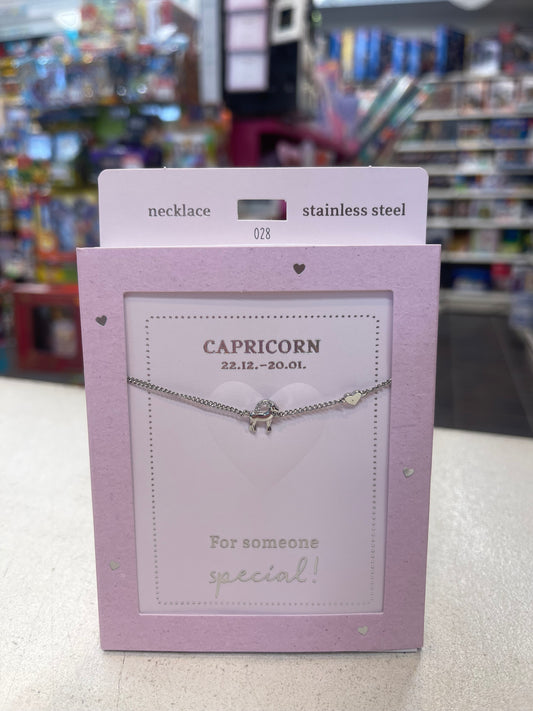 necklace stainless steel
028
CAPRICORN
22.12.-20.01.
For someone
special!